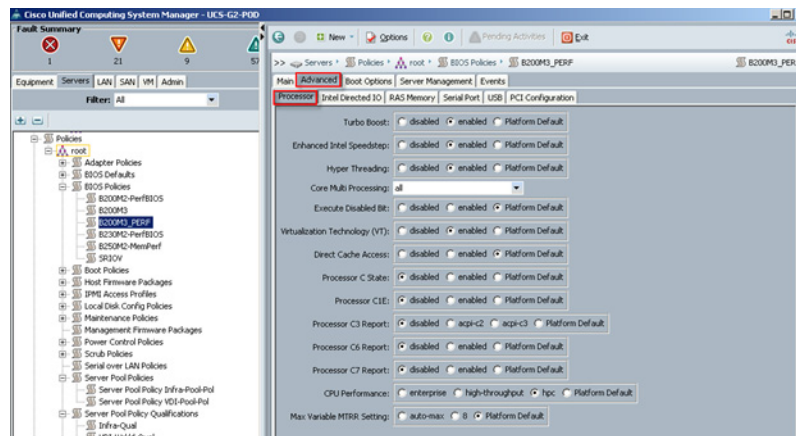 Cisco Unified Computing System Manager - UCS-G2-POD
Fault Summary
1 21 9
New Options Pending Activities Exit
>> Servers Policies root BIOS Policies B200M3_PERF
Equipment Servers LAN SAN VM Admin
Filter: All
Main Advanced Boot Options Server Management Events
Processor Intel Directed IO RAS Memory Serial Port USB PCI Configuration
Policies
root
Adapter Policies
BIOS Defaults
BIOS Policies
B200M2-PerfBIOS
B200M3
B200M3_PERF
B230M2-PerfBIOS
B250M2-MemPerf
SRIOV
Boot Policies
Host Firmware Packages
IPMI Access Profiles
Local Disk Config Policies
Maintenance Policies
Management Firmware Packages
Power Control Policies
Scrub Policies
Serial over LAN Policies
Server Pool Policies
Server Pool Policy Infra-Pool-Pol
Server Pool Policy VDI-Pool-Pol
Server Pool Policy Qualifications
Infra-Qual
Turbo Boost: disabled enabled Platform Default
Enhanced Intel Speedstep: disabled enabled Platform Default
Hyper Threading: disabled enabled Platform Default
Core Multi Processing: all
Execute Disabled Bit: disabled enabled Platform Default
Virtualization Technology (VT): disabled enabled Platform Default
Direct Cache Access: disabled enabled Platform Default
Processor C State: disabled enabled Platform Default
Processor C1E: disabled enabled Platform Default
Processor C3 Report: disabled acpi-c2 acpi-c3 Platform Default
Processor C6 Report: disabled enabled Platform Default
Processor C7 Report: disabled enabled Platform Default
CPU Performance: enterprise high-throughput hpc Platform Default
Max Variable MTRR Setting: auto-max 8 Platform Default